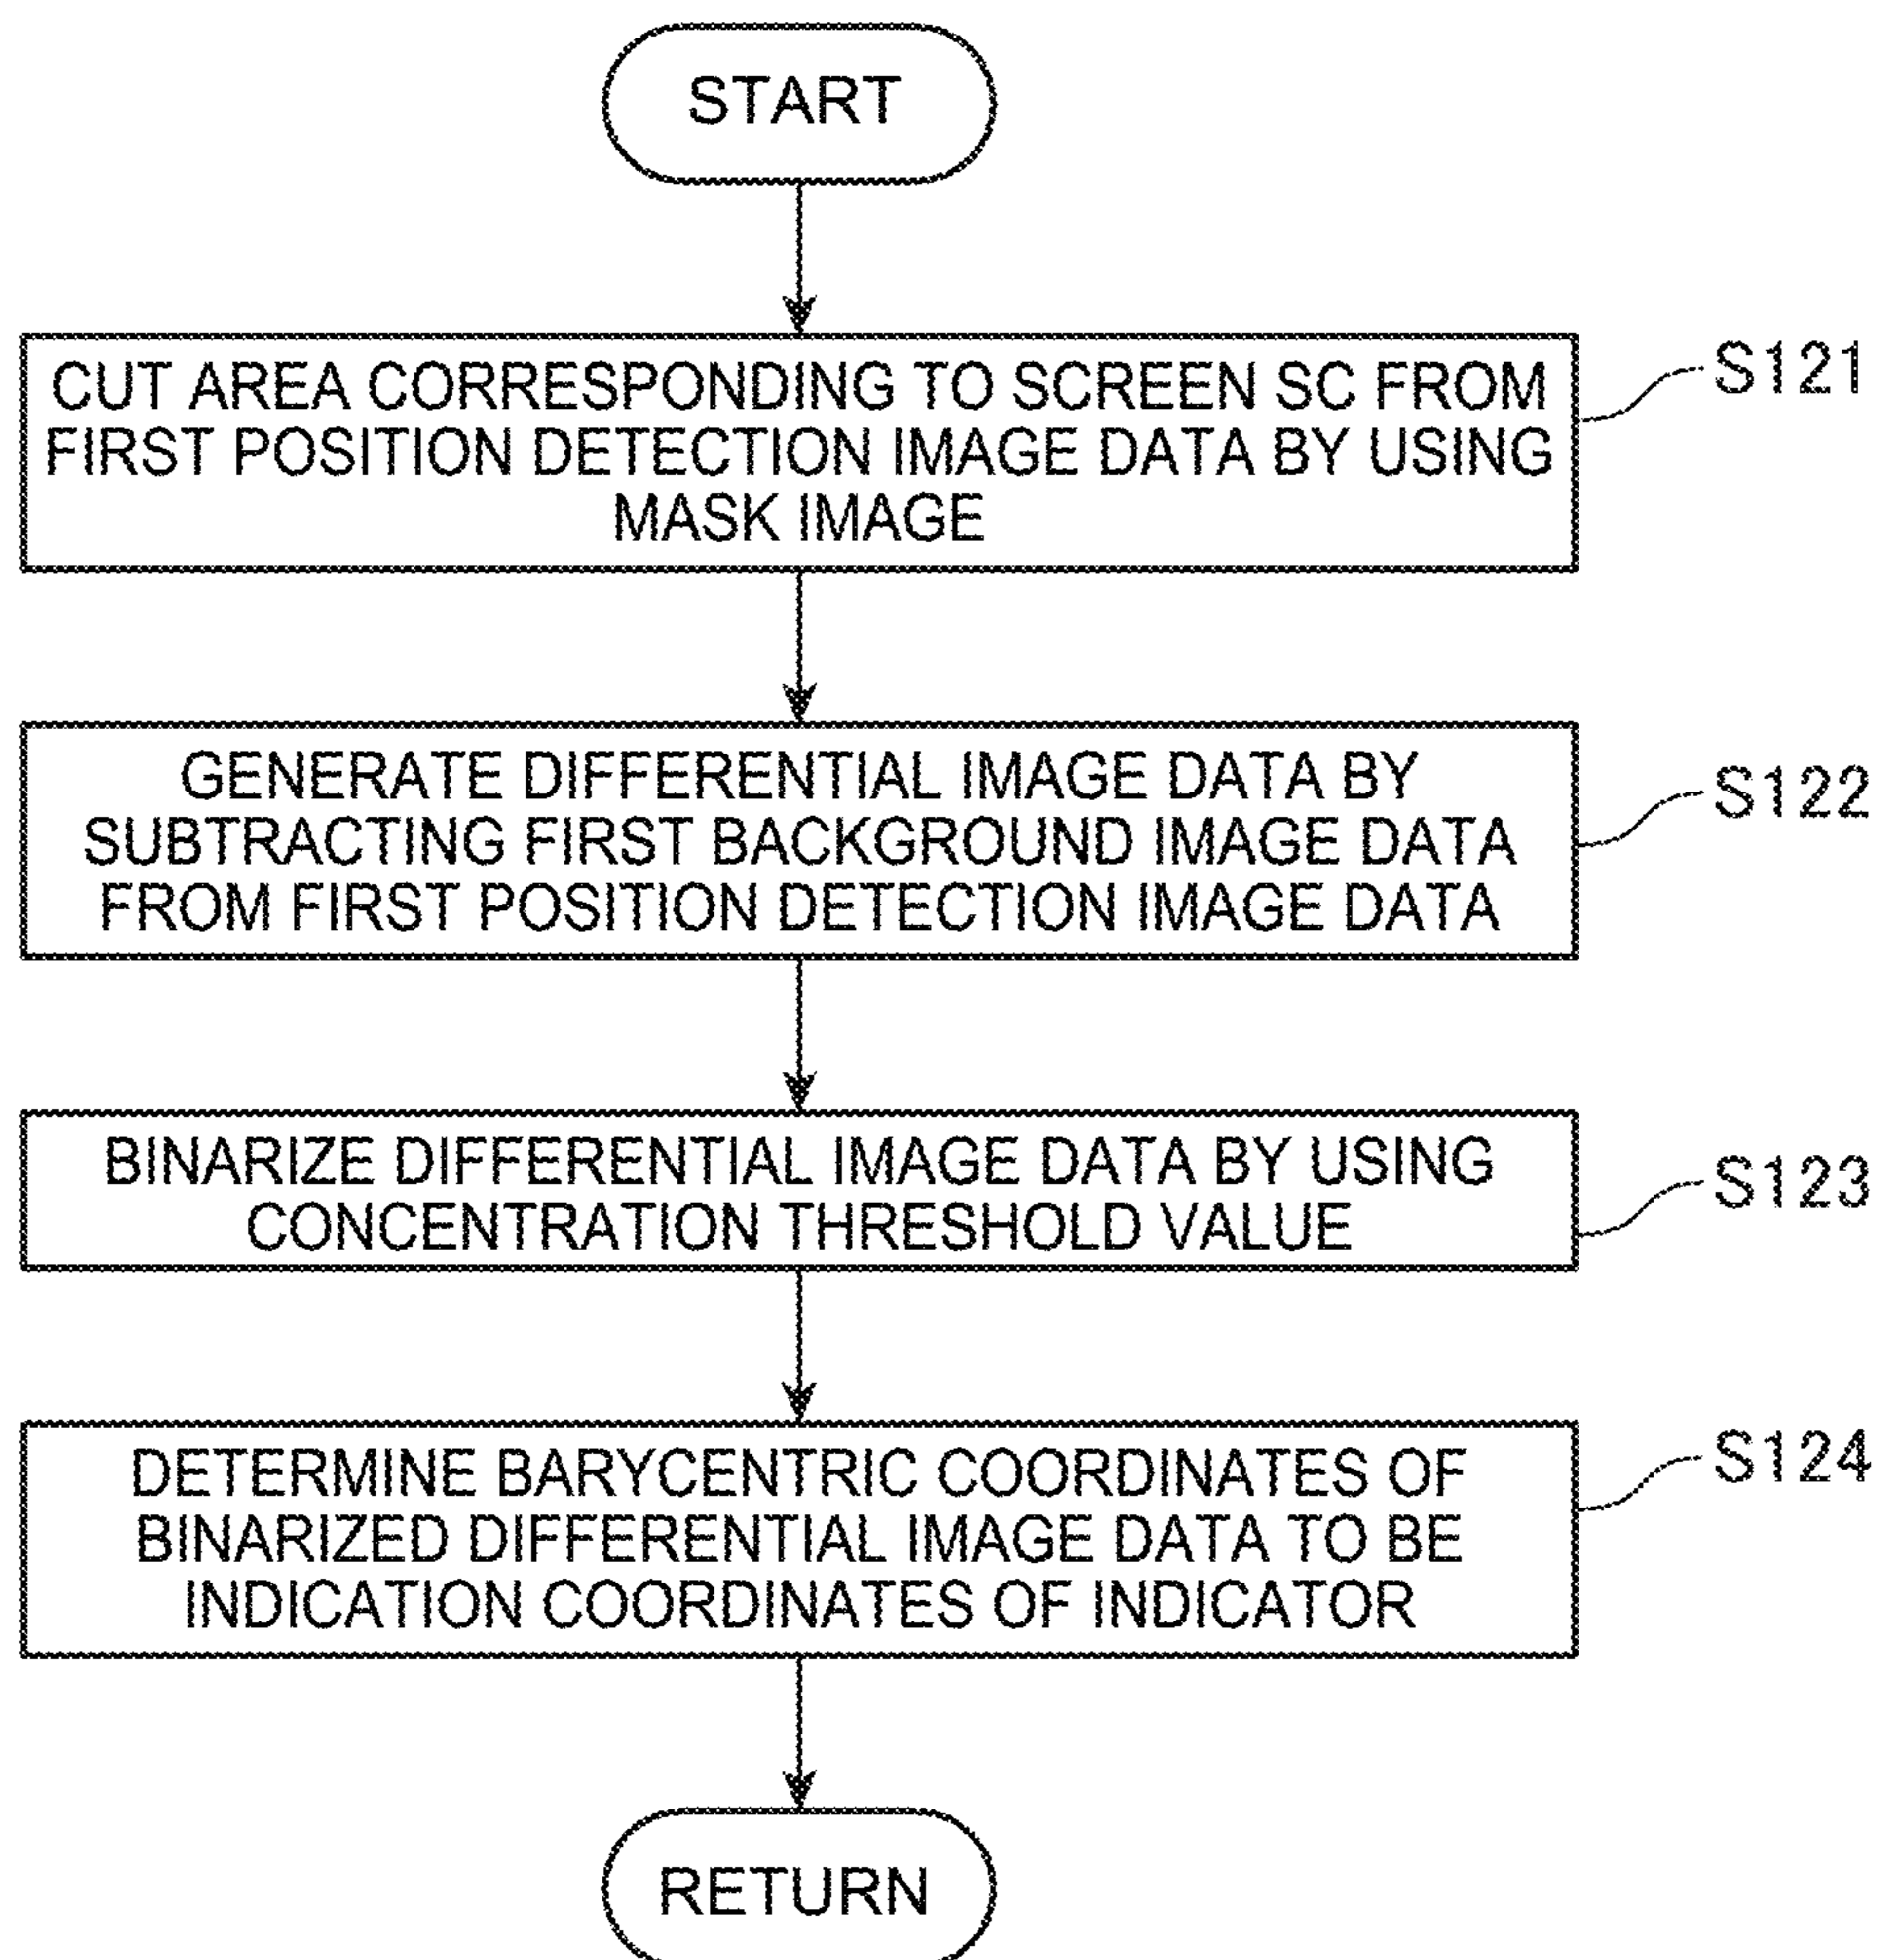 START
CUT AREA CORRESPONDING TO SCREEN SC FROM
FIRST POSITION DETECTION IMAGE DATA BY USING
MASK IMAGE
S121
GENERATE DIFFERENTIAL IMAGE DATA BY
SUBTRACTING FIRST BACKGROUND IMAGE DATA
FROM FIRST POSITION DETECTION IMAGE DATA
S122
BINARIZE DIFFERENTIAL IMAGE DATA BY USING
CONCENTRATION THRESHOLD VALUE
S123
DETERMINE BARYCENTRIC COORDINATES OF
BINARIZED DIFFERENTIAL IMAGE DATA TO BE
INDICATION COORDINATES OF INDICATOR
S124
RETURN